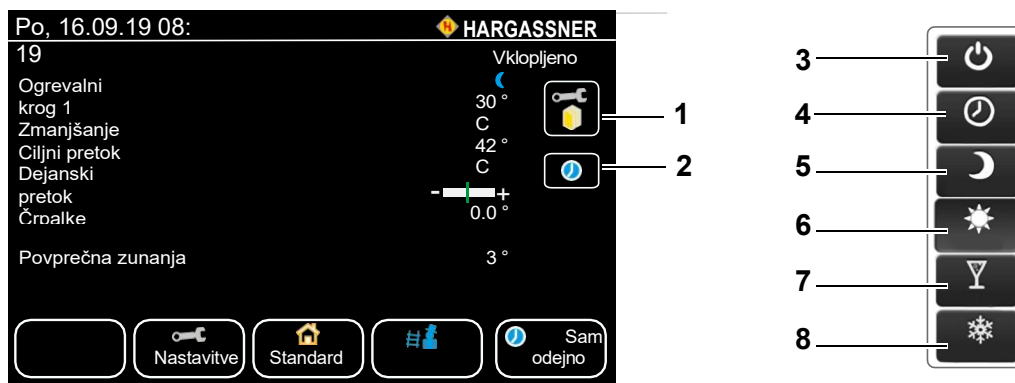 Po, 16.09.19 08:
HARGASSNER
19
Vklopljeno
Ogrevalni
krog 1
30 °
Zmanjšanje
C
Ciljni pretok
42 °
Dejanski
C
pretok
- +
Črpalke
0.0 °
Povprečna zunanja
3 °
Nastavitve
Standard
Sam
odejno
1
2
3
4
5
6
7
8